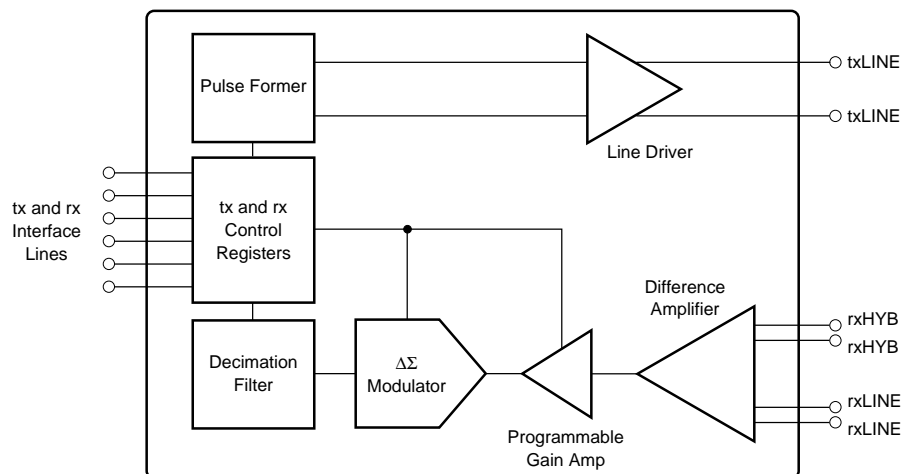 Pulse Former
txLINE
txLINE
Line Driver
tx and rx
Interface
Lines
tx and rx
Control
Registers
Difference
Amplifier
rxHYB
rxHYB
Decimation
Filter
ΔΣ
Modulator
rxLINE
rxLINE
Programmable
Gain Amp